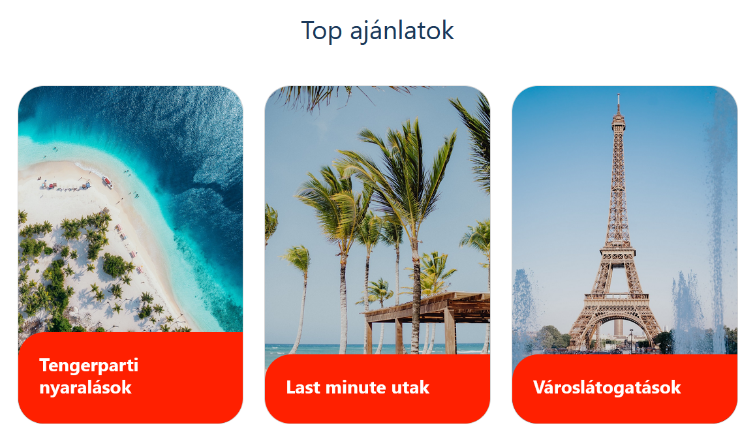 Top ajánlatok
Tengerparti
nyaralások
Last minute utak
Városlátogatások